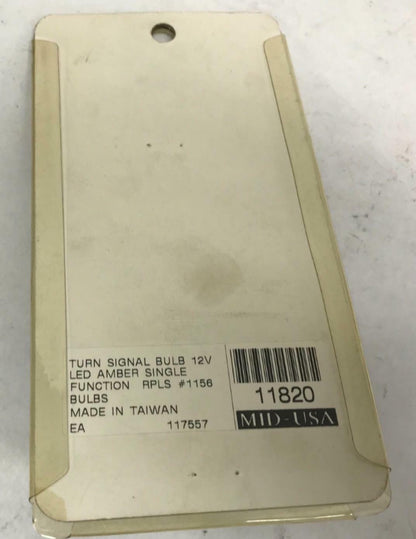 TURN SIGNAL BULB 12V
LED AMBER SINGLE
FUNCTION RPLS #1156
BULBS
MADE IN TAIWAN
EA 117557
11820
MID-USA